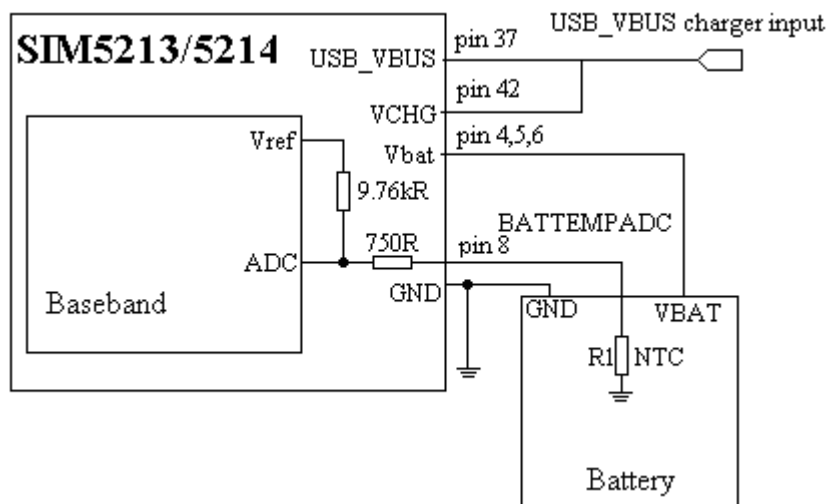 USB_VBUS charger input
SIM5213/5214
USB_VBUS
pin 37
VCHG
pin 42
Vbat
pin 4,5,6
Vref
9.76kR
BATTEMPADC
750R
pin 8
ADC
GND
Baseband
GND
VBAT
R1
NTC
Battery